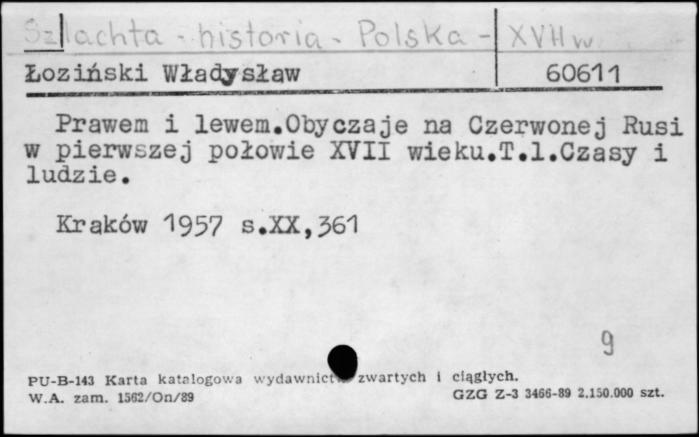 Szlachta - historia - Polska - XVII w
Łoziński Władysław 60611
Prawem i lewem.Obyczaje na Czerwonej Rusi
w pierwszej połowie XVII wieku.T.1.Czasy i
ludzie.
Kraków 1957 s.XX,361
9
PU-B-143 Karta katalogowa wydawnictw zwartych i ciągłych.
W.A. zam. 1562/On/89 GZG Z-3 3466-89 2.150.000 szt.